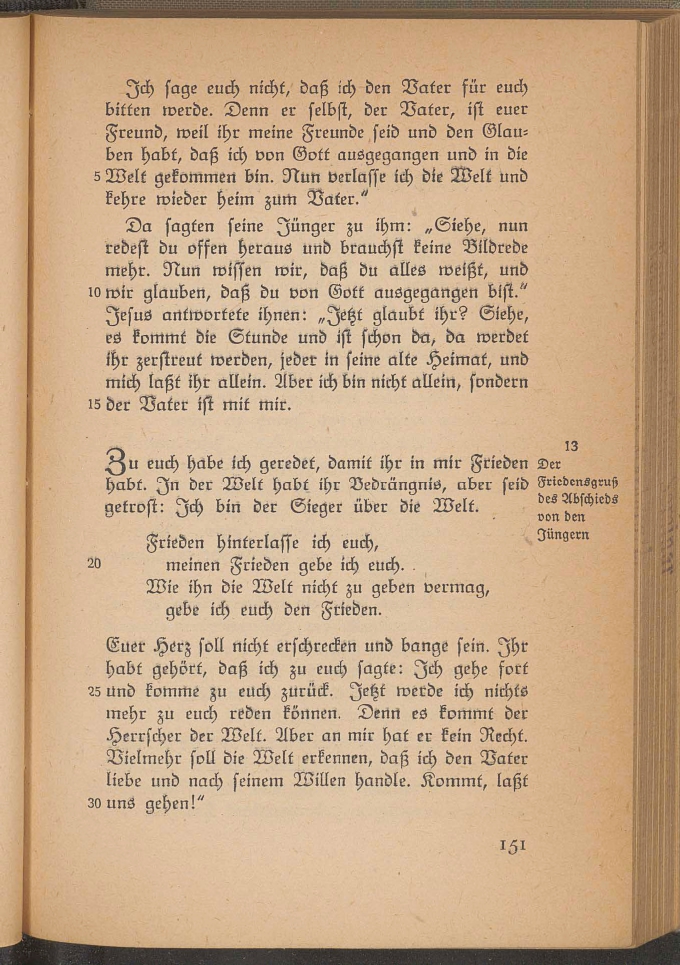 Ich sage euch nicht, daß ich den Vater für euch
bitten werde. Denn er selbst, der Vater, ist euer
Freund, weil ihr meine Freunde seid und den Glau-
ben habt, daß ich von Gott ausgegangen und in die
5 Welt gekommen bin. Nun verlasse ich die Welt und
kehre wieder heim zum Vater.“
Da sagten seine Jünger zu ihm: „Siehe, nun
redest du offen heraus und brauchst keine Bildrede
mehr. Nun wissen wir, daß du alles weißt, und
10 wir glauben, daß du von Gott ausgegangen bist.“
Jesus antwortete ihnen: „Jetzt glaubt ihr? Siehe,
es kommt die Stunde und ist schon da, da werdet
ihr zerstreut werden, jeder in seine alte Heimat, und
mich laßt ihr allein. Aber ich bin nicht allein, sondern
15 der Vater ist mit mir.
Zu euch habe ich geredet, damit ihr in mir Frieden
habt. In der Welt habt ihr Bedrängnis, aber seid
getrost: Ich bin der Sieger über die Welt.
13
Der
Friedensgruß
des Abschieds
von den
Jüngern
Frieden hinterlasse ich euch,
20 meinen Frieden gebe ich euch.
Wie ihn die Welt nicht zu geben vermag,
gebe ich euch den Frieden.
Euer Herz soll nicht erschrecken und bange sein. Ihr
habt gehört, daß ich zu euch sagte: Ich gehe fort
25 und komme zu euch zurück. Jetzt werde ich nichts
mehr zu euch reden können. Denn es kommt der
Herrscher der Welt. Aber an mir hat er kein Recht.
Vielmehr soll die Welt erkennen, daß ich den Vater
liebe und nach seinem Willen handle. Kommt, laßt
30 uns gehen!“
151